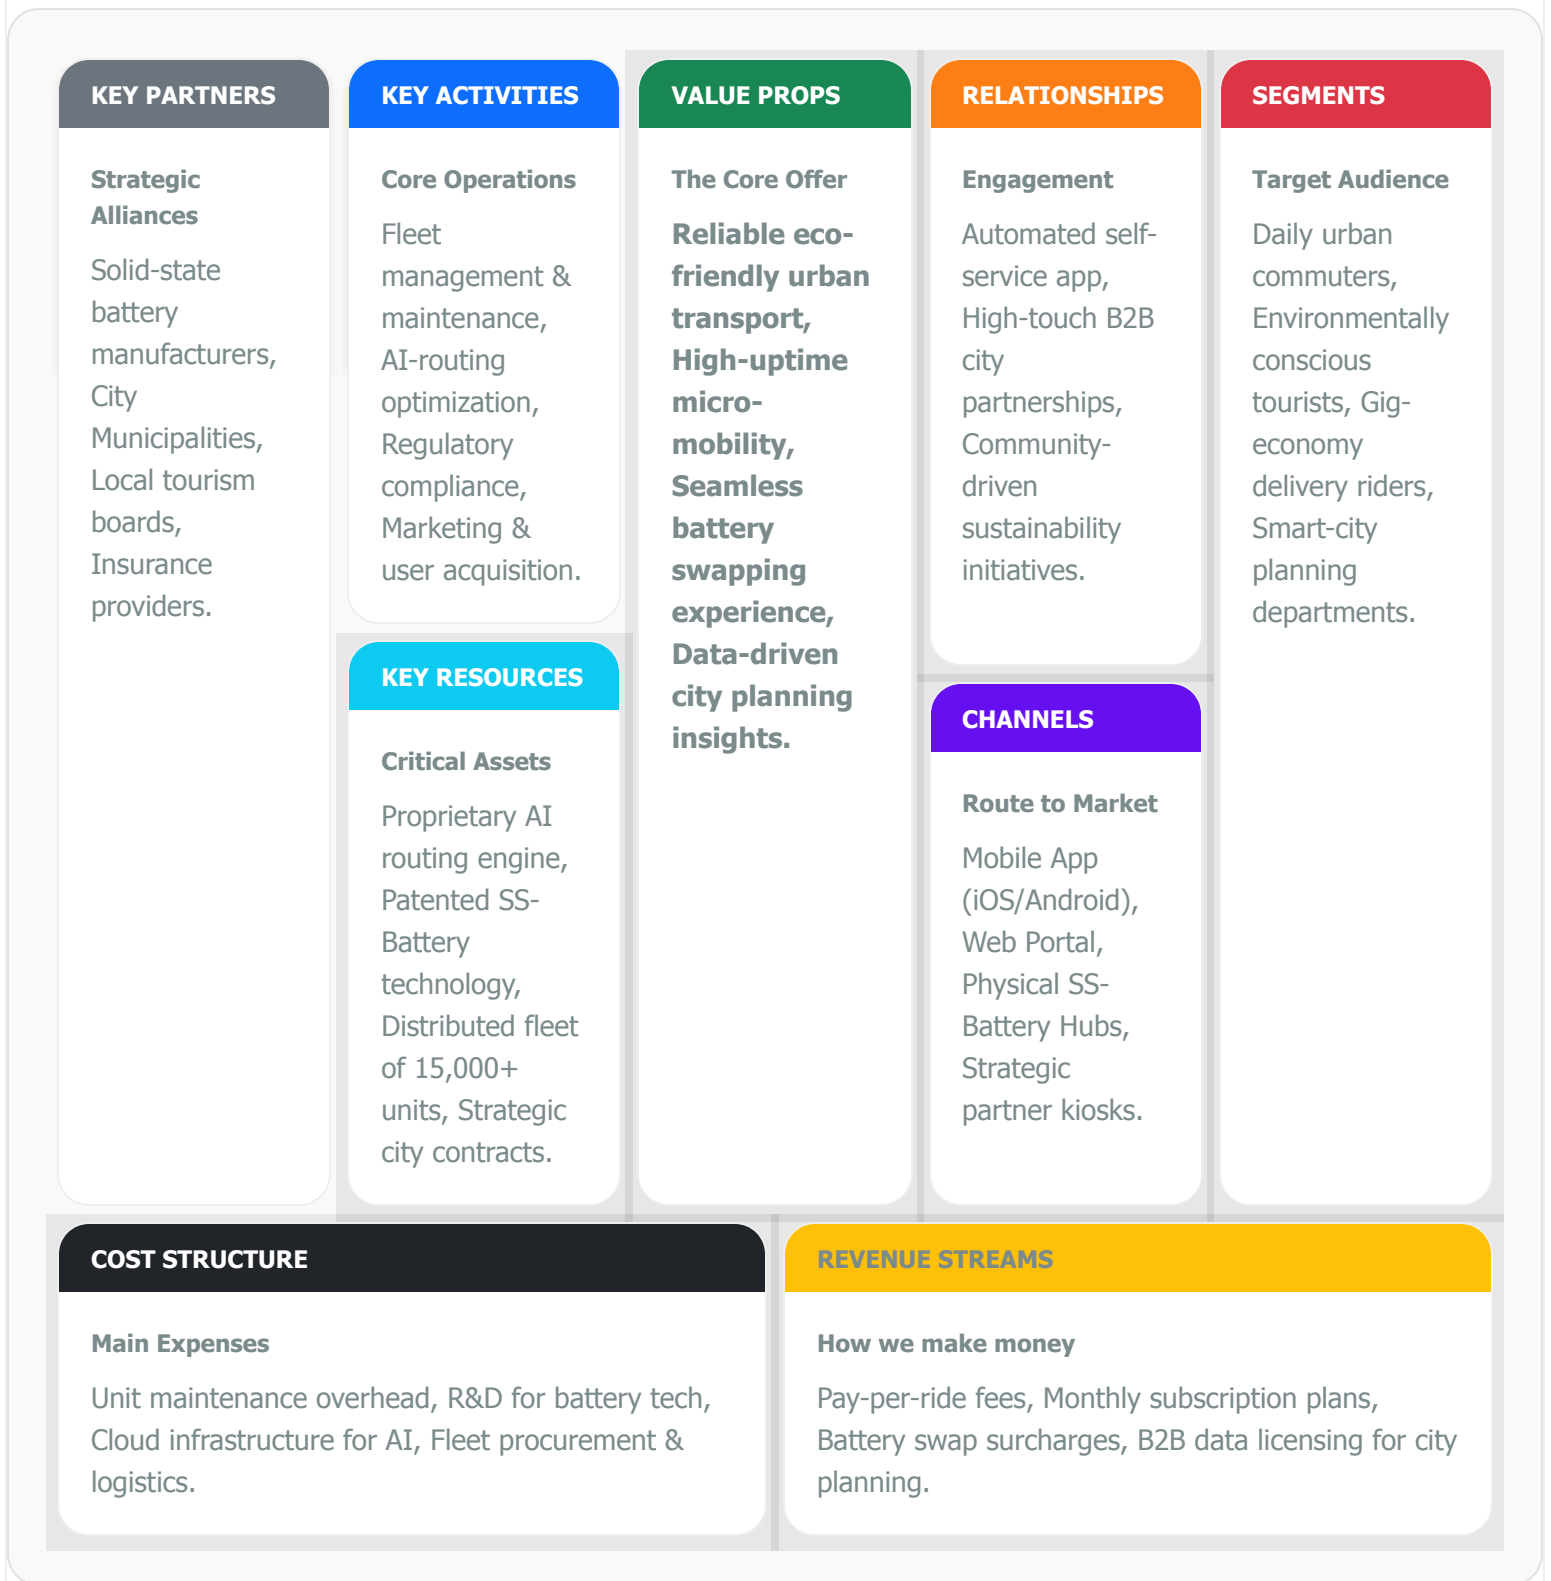 KEY PARTNERS
Strategic
Alliances
Solid-state
battery
manufacturers,
City
Municipalities,
Local tourism
boards,
Insurance
providers.
KEY ACTIVITIES
Core Operations
Fleet
management &
maintenance,
AI-routing
optimization,
Regulatory
compliance,
Marketing &
user acquisition.
KEY RESOURCES
Critical Assets
Proprietary AI
routing engine,
Patented SS-
Battery
technology,
Distributed fleet
of 15,000+
units, Strategic
city contracts.
VALUE PROPS
The Core Offer
Reliable eco-
friendly urban
transport,
High-uptime
micro-
mobility,
Seamless
battery
swapping
experience,
Data-driven
city planning
insights.
RELATIONSHIPS
Engagement
Automated self-
service app,
High-touch B2B
city
partnerships,
Community-
driven
sustainability
initiatives.
CHANNELS
Route to Market
Mobile App
(iOS/Android),
Web Portal,
Physical SS-
Battery Hubs,
Strategic
partner kiosks.
SEGMENTS
Target Audience
Daily urban
commuters,
Environmentally
conscious
tourists, Gig-
economy
delivery riders,
Smart-city
planning
departments.
COST STRUCTURE
Main Expenses
Unit maintenance overhead, R&D for battery tech,
Cloud infrastructure for AI, Fleet procurement &
logistics.
REVENUE STREAMS
How we make money
Pay-per-ride fees, Monthly subscription plans,
Battery swap surcharges, B2B data licensing for city
planning.